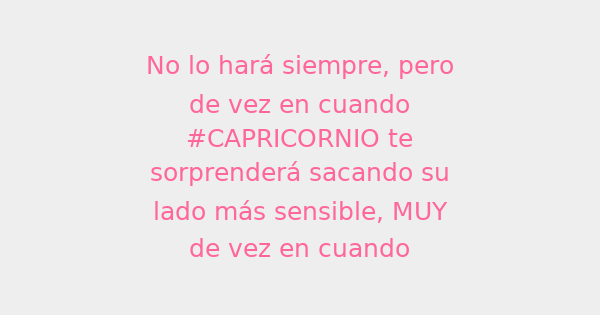 No lo hará siempre, pero
de vez en cuando
#CAPRICORNIO te
sorprenderá sacando su
lado más sensible, MUY
de vez en cuando